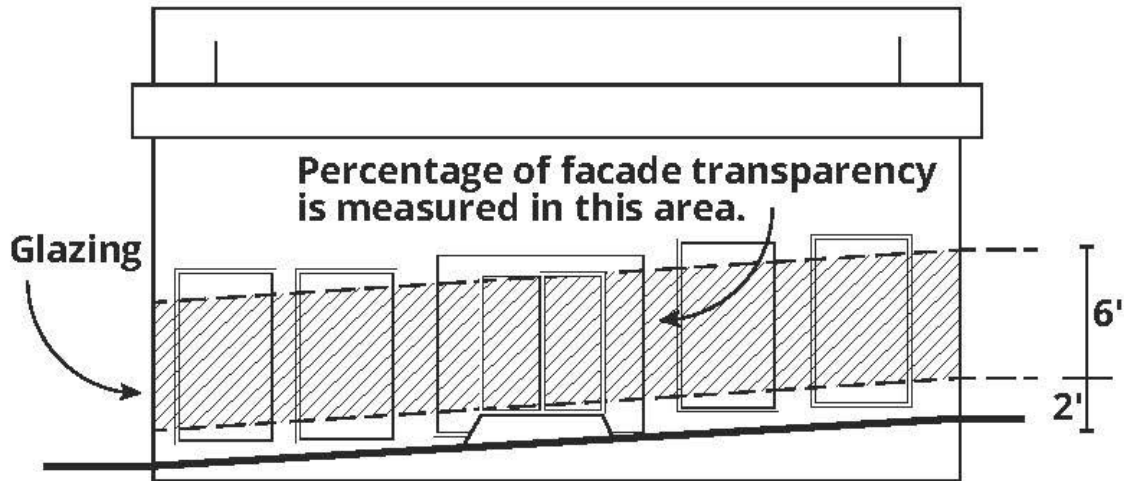 Percentage of facade transparency
is measured in this area.
Glazing
6'
2'